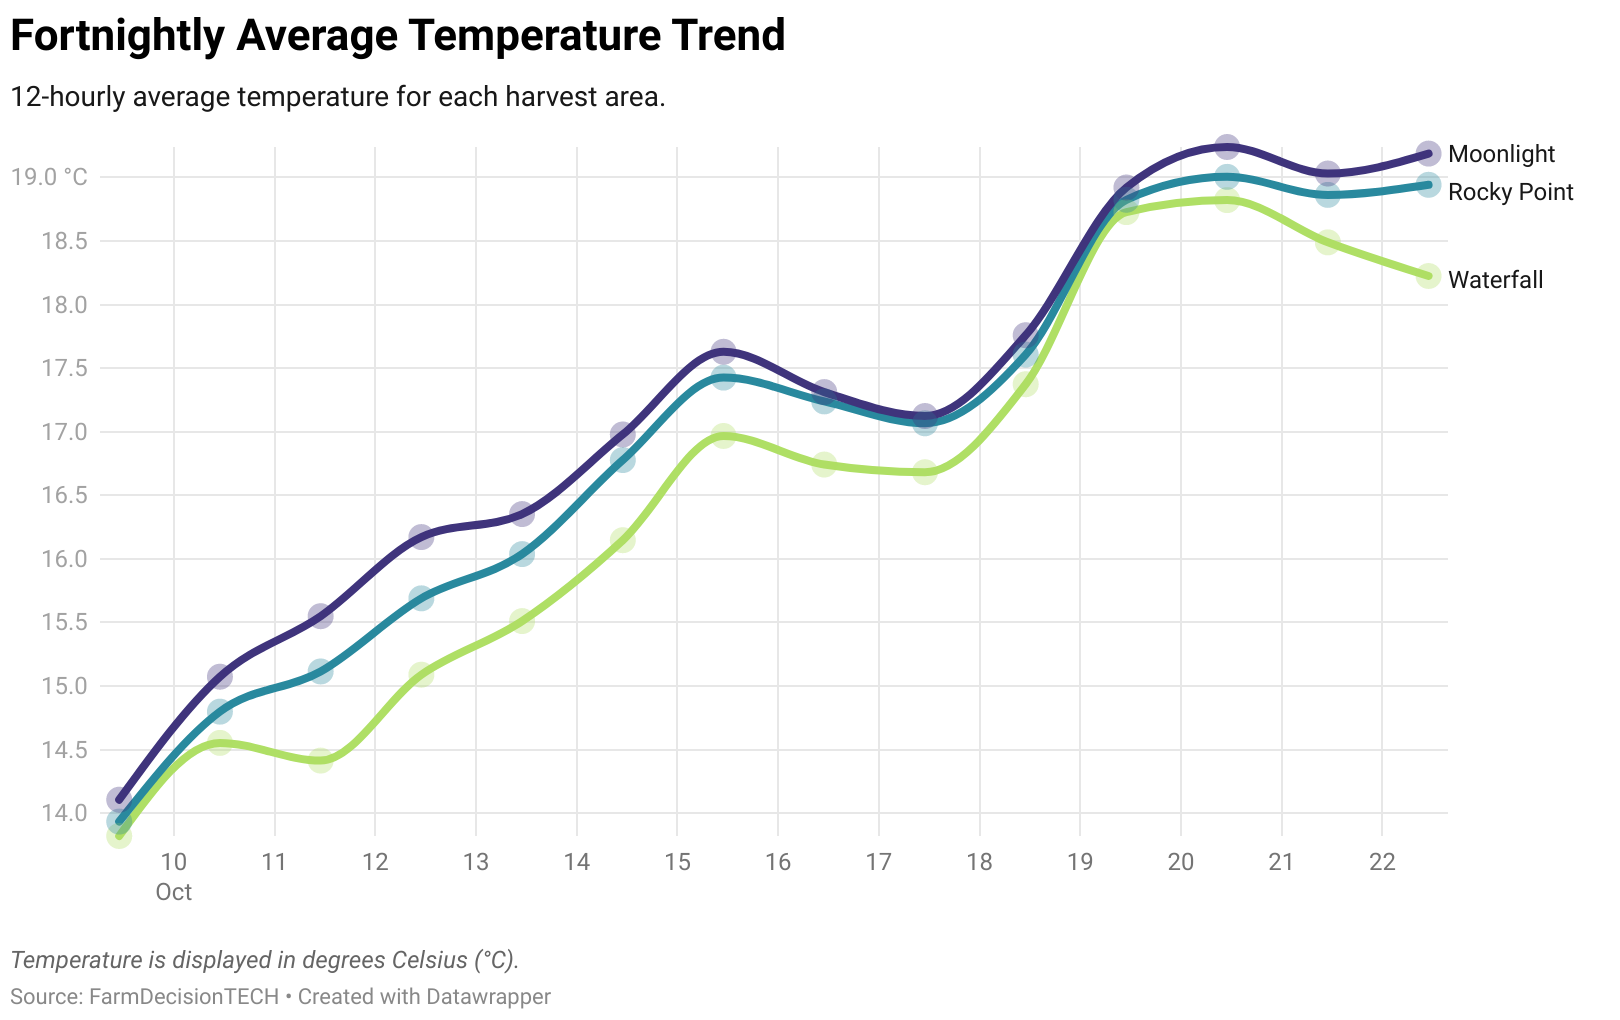 Fortnightly Average Temperature Trend
12-hourly average temperature for each harvest area.
Moonlight
19.0 °C
Rocky Point
18.5
Waterfall
18.0
17.5
17.0
16.5
16.0
15.5
15.0
14.5
14.0
10 11 12 13 14 15 16 17 18 19 20 21 22
Oct
Temperature is displayed in degrees Celsius (°C).
Source: FarmDecisionTECH • Created with Datawrapper